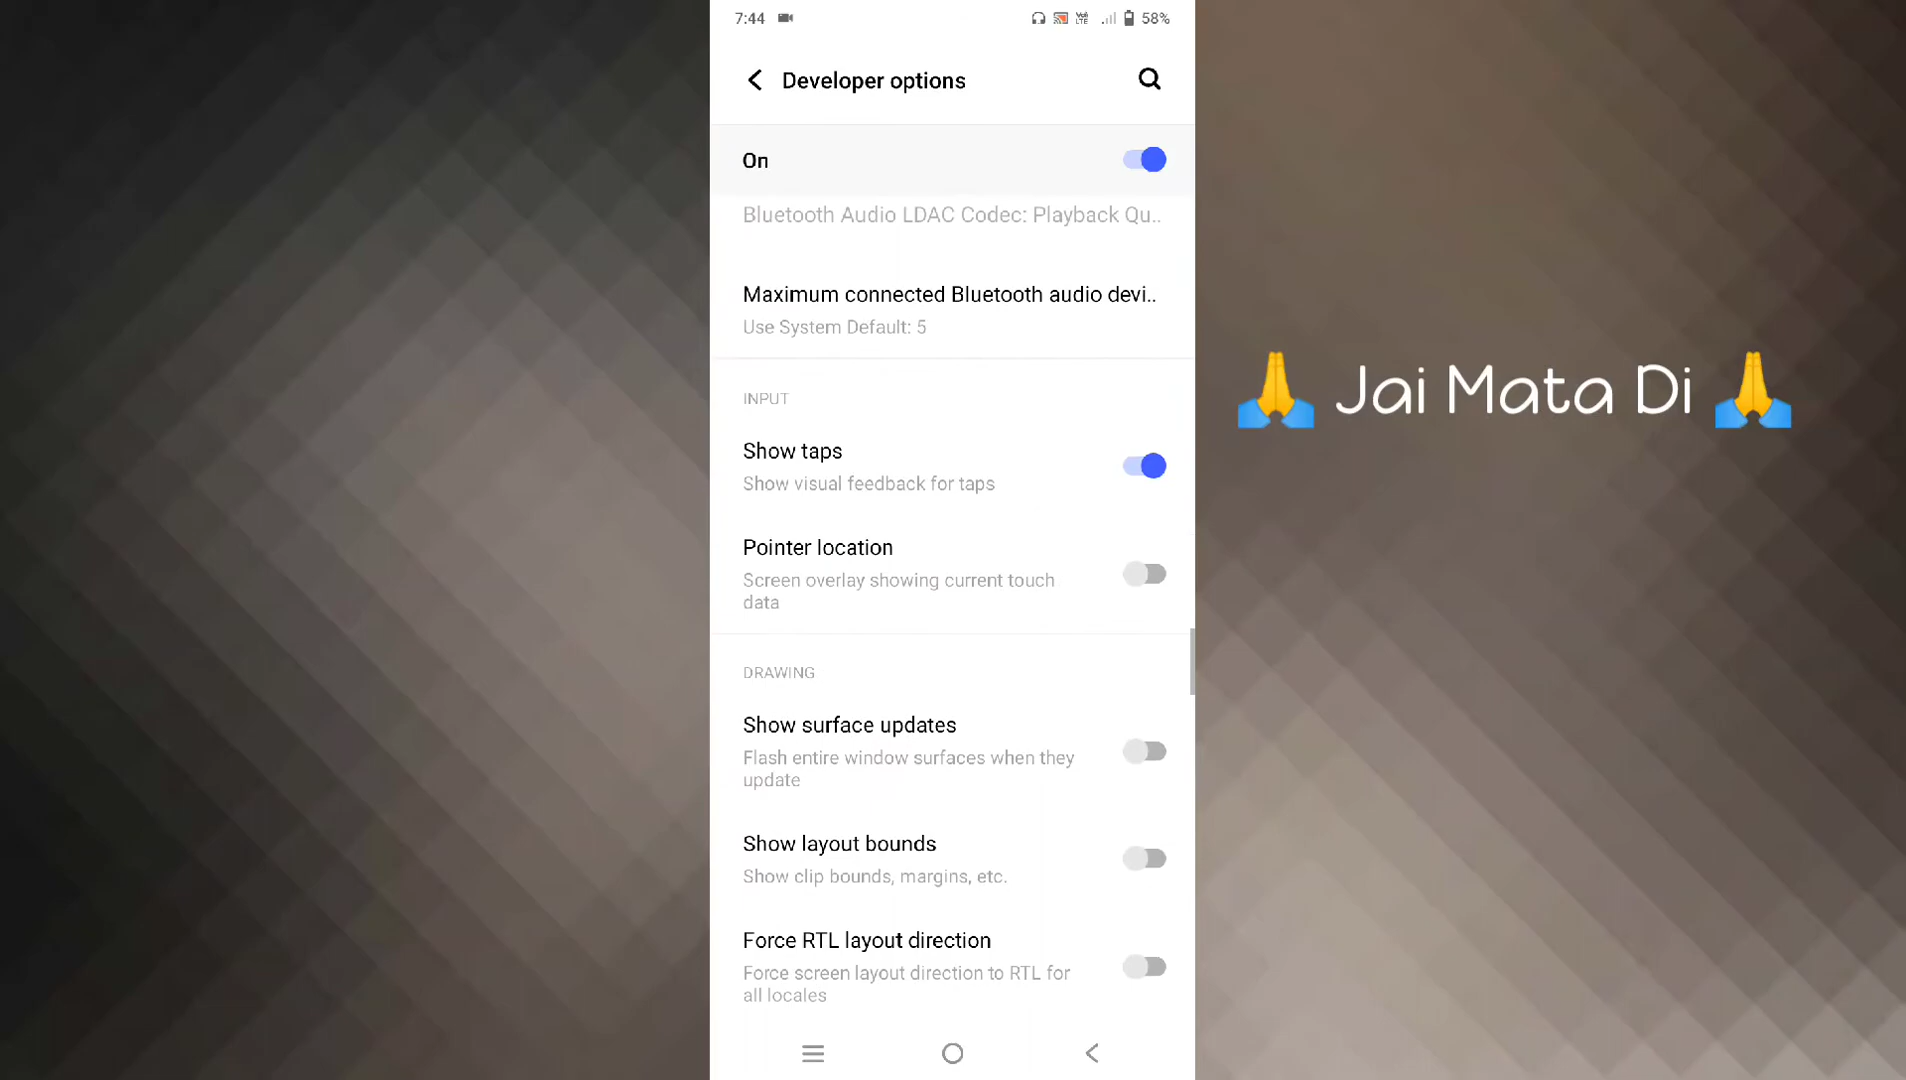 7:44
58%
Developer options
On
Bluetooth Audio LDAC Codec: Playback Qu..
Maximum connected Bluetooth audio devi..
Use System Default: 5
INPUT
Show taps
Show visual feedback for taps
Pointer location
Screen overlay showing current touch
data
DRAWING
Show surface updates
Flash entire window surfaces when they
update
Show layout bounds
Show clip bounds, margins, etc.
Force RTL layout direction
Force screen layout direction to RTL for
all locales
🙏 Jai Mata Di 🙏